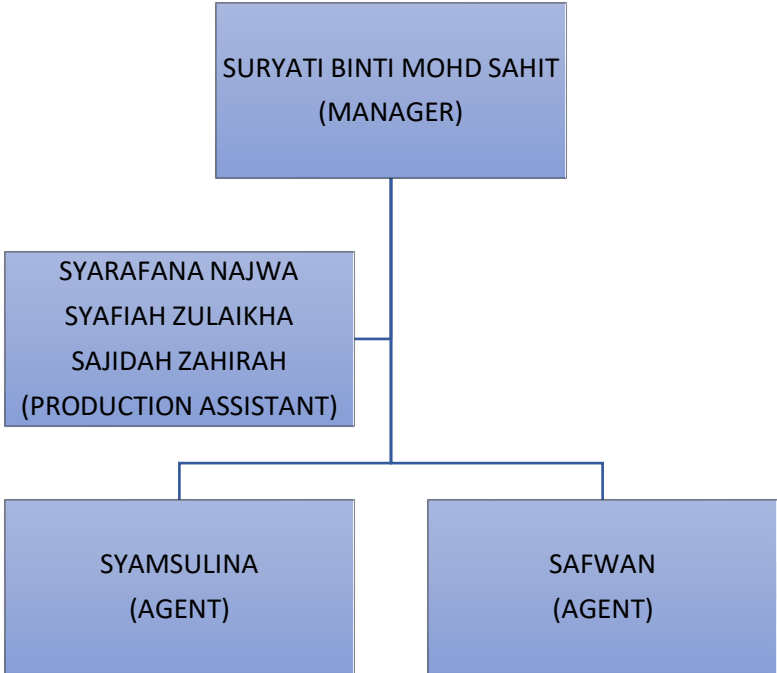 SURYATI BINTI MOHD SAHIT
(MANAGER)
SYARAFANA NAJWA
SYAFIAH ZULAIKHA
SAJIDAH ZAHIRAH
(PRODUCTION ASSISTANT)
SYAMSULINA
(AGENT)
SAFWAN
(AGENT)